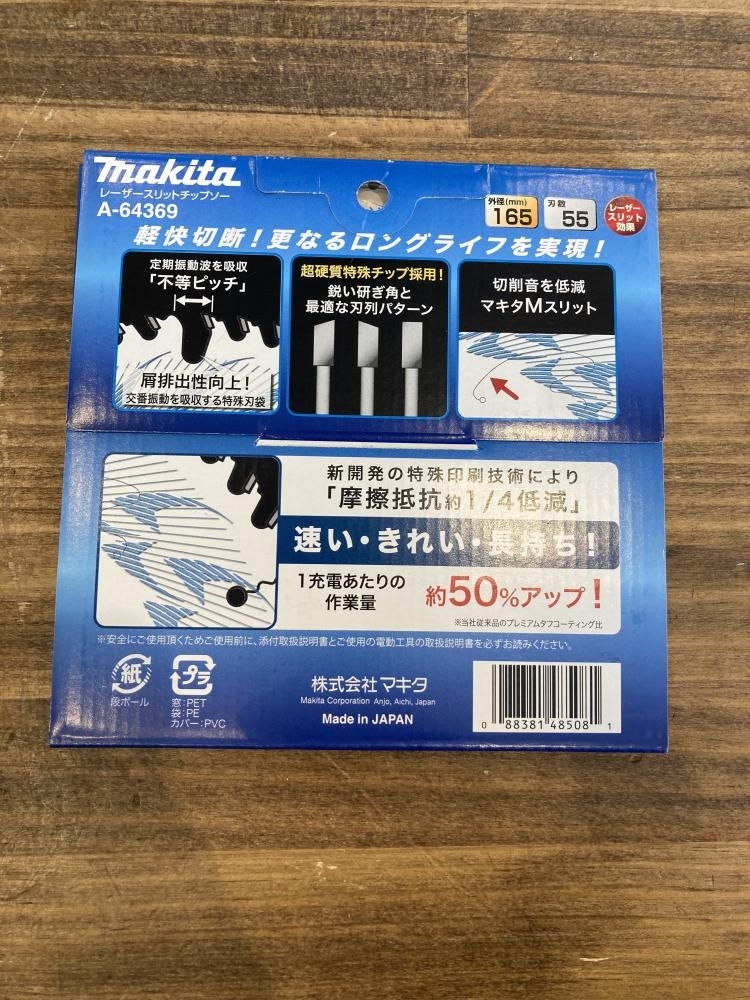 makita
レーザースリットチップソー
A-64369
外径(mm)
165
刃数
55
レーザー
スリット
効果
軽快切断！更なるロングライフを実現！
定期振動波を吸収
「不等ピッチ」
屑排出性向上！
交番振動を吸収する特殊刃袋
超硬質特殊チップ採用！
鋭い研ぎ角と
最適な刃列パターン
切削音を低減
マキタMスリット
新開発の特殊印刷技術により
「摩擦抵抗約1/4低減」
速い・きれい・長持ち！
1充電あたりの
作業量
約50%アップ！
※当社従来品のプレミアムタフコーティング比
※安全にご使用頂くためご使用前に、添付取扱説明書とご使用の電動工具の取扱説明書を必ずお読みください。
紙
段ボール
プラ
窓：PET
袋：PE
カバー：PVC
株式会社マキタ
Makita Corporation Anjo, Aichi, Japan
Made in JAPAN
0 88381 48508 1